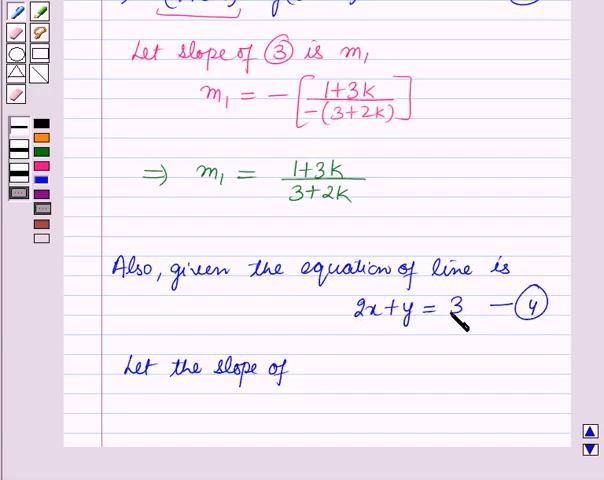 Let slope of ③ is m₁
m₁ = - [ 1+3k / -(3+2k) ]
⇒ m₁ = 1+3k / 3+2k
Also, given the equation of line is
2x+y = 3 — ④
Let the slope of